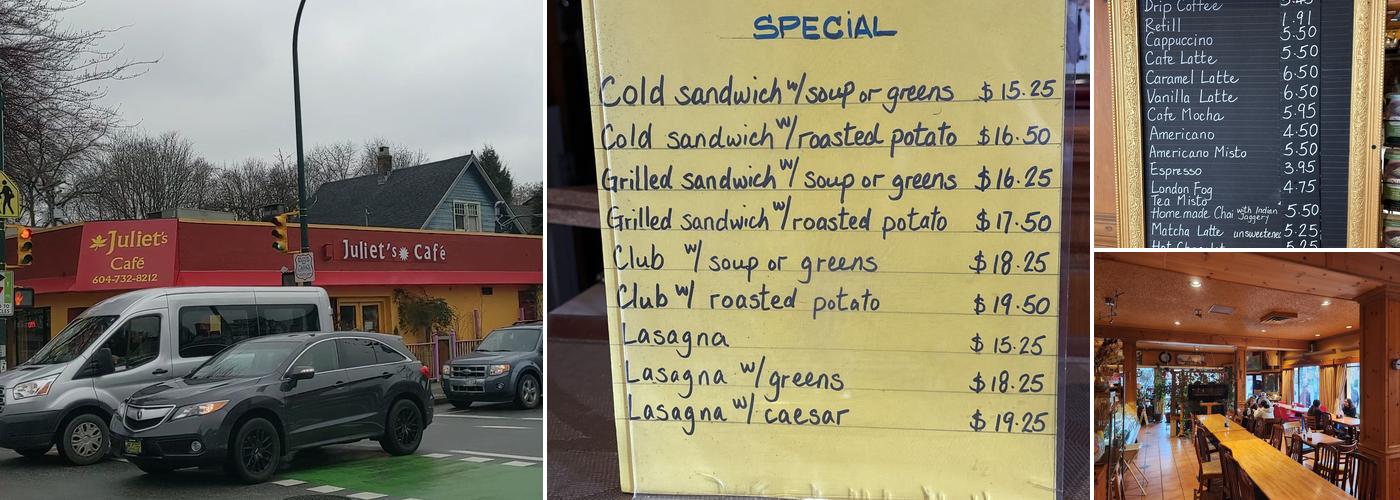 Juliet's
Café
604-732-8212
Juliet's Café
SPECIAL
Cold sandwich w/ soup or greens $15.25
Cold sandwich w/ roasted potato $16.50
Grilled sandwich w/ soup or greens $16.25
Grilled sandwich w/ roasted potato $17.50
Club w/ soup or greens $18.25
Club w/ roasted potato $19.50
Lasagna $15.25
Lasagna w/ greens $18.25
Lasagna w/ caesar $19.25
Drip Coffee
Refill 1.91
Cappuccino 5.50
Cafe Latte 5.50
Caramel Latte 6.50
Vanilla Latte 6.50
Cafe Mocha 5.95
Americano 4.50
Americano Misto 5.50
Espresso 3.95
London Fog 4.75
Tea Misto
Home made Chai with Indian Jaggery 5.50
Matcha Latte unsweetened 5.25